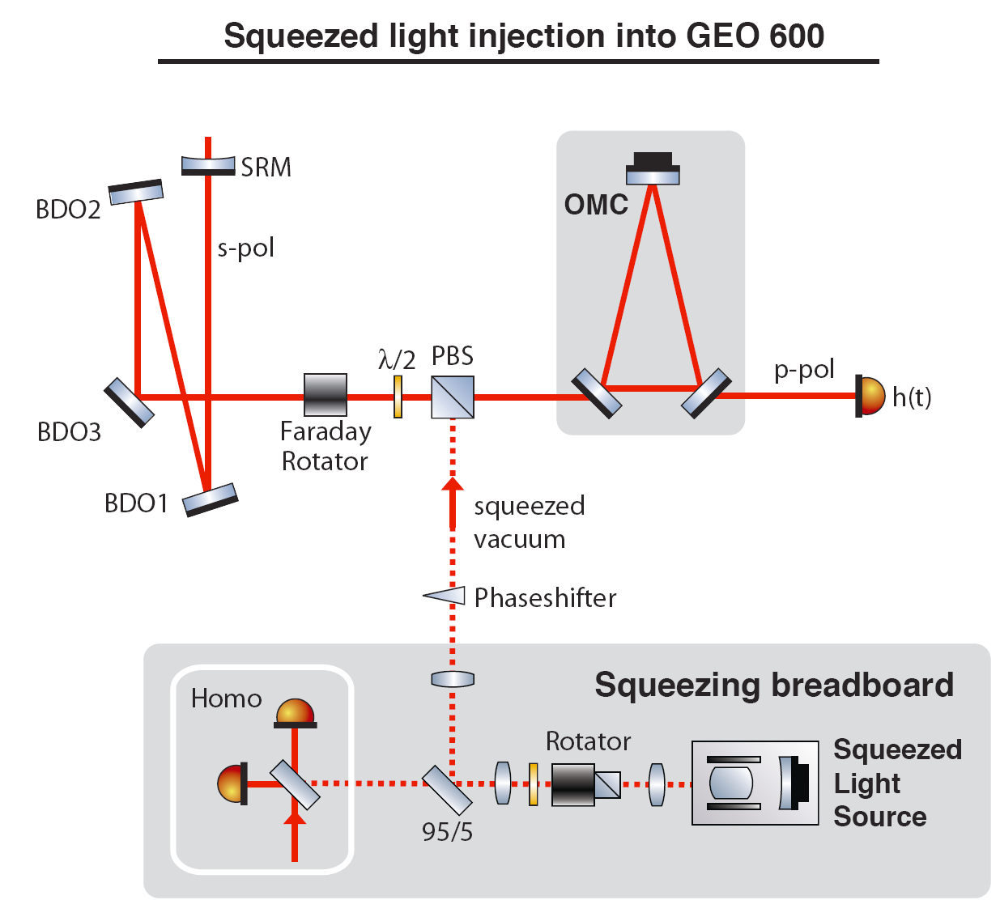 Squeezed light injection into GEO 600
SRM
BDO2
OMC
s-pol
λ/2
PBS
p-pol
h(t)
BDO3
Faraday
Rotator
BDO1
squeezed
vacuum
Phaseshifter
Squeezing breadboard
Homo
Rotator
Squeezed
Light
Source
95/5